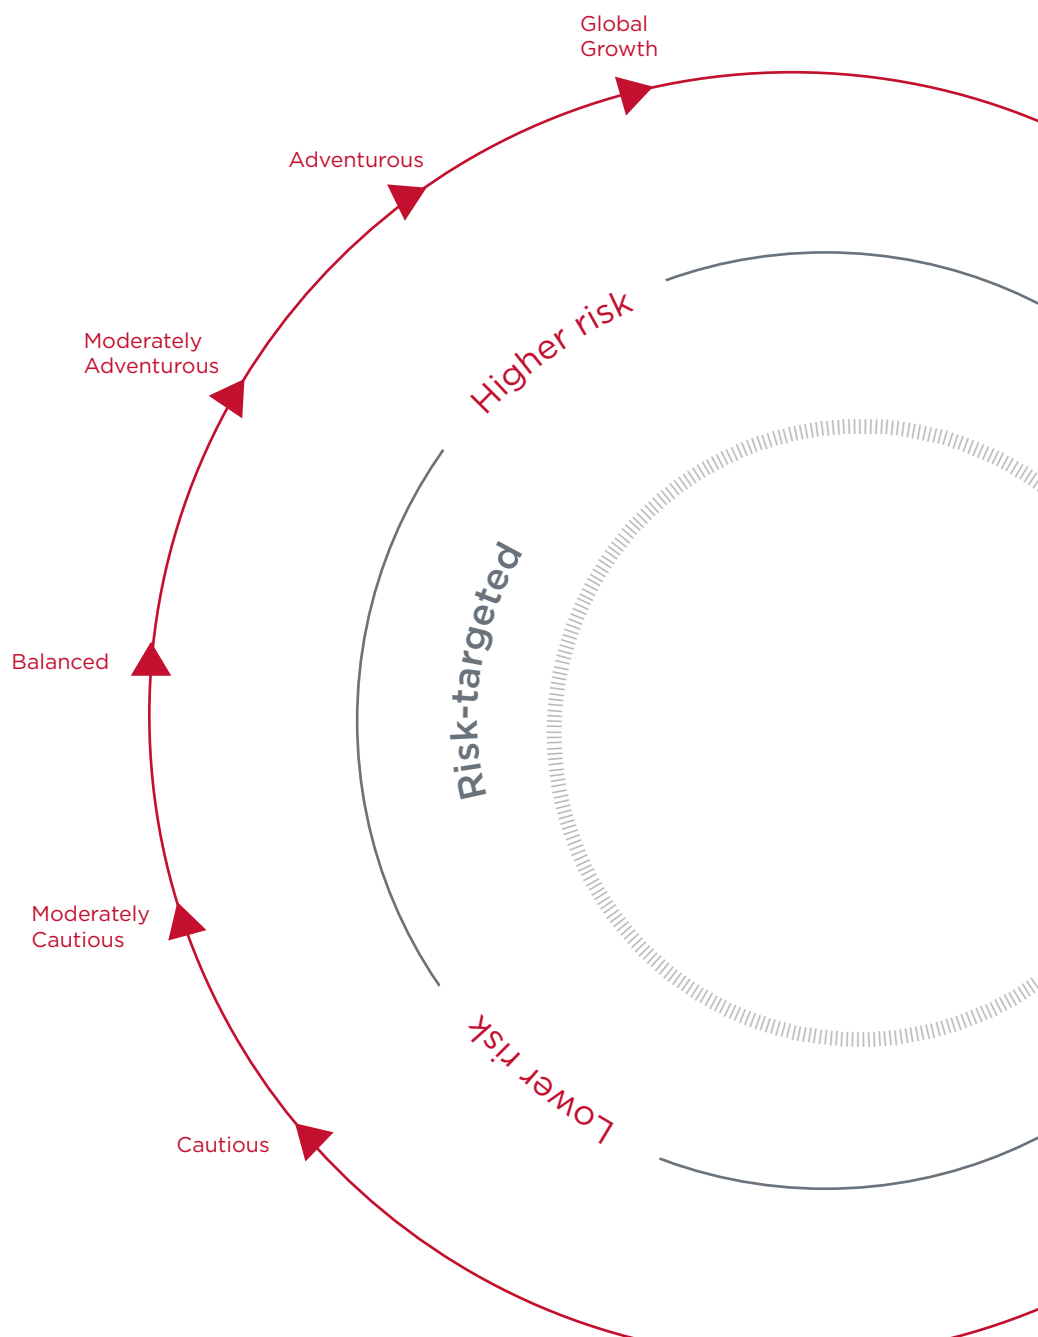 Global
Growth
Adventurous
Higher risk
Moderately
Adventurous
Risk-targeted
Balanced
Moderately
Cautious
Lower risk
Cautious